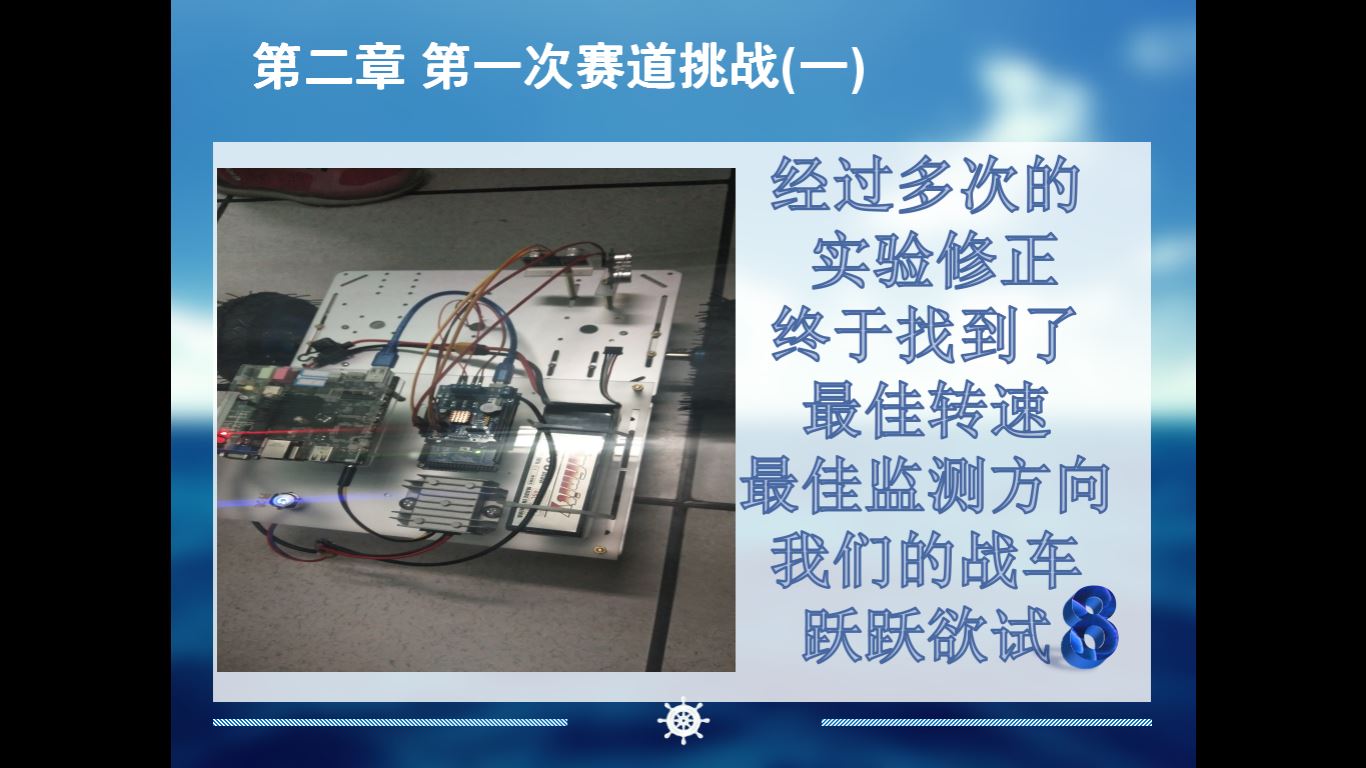 第二章 第一次赛道挑战(一)
经过多次的
实验修正
终于找到了
最佳转速
最佳监测方向
我们的战车
跃跃欲试
8